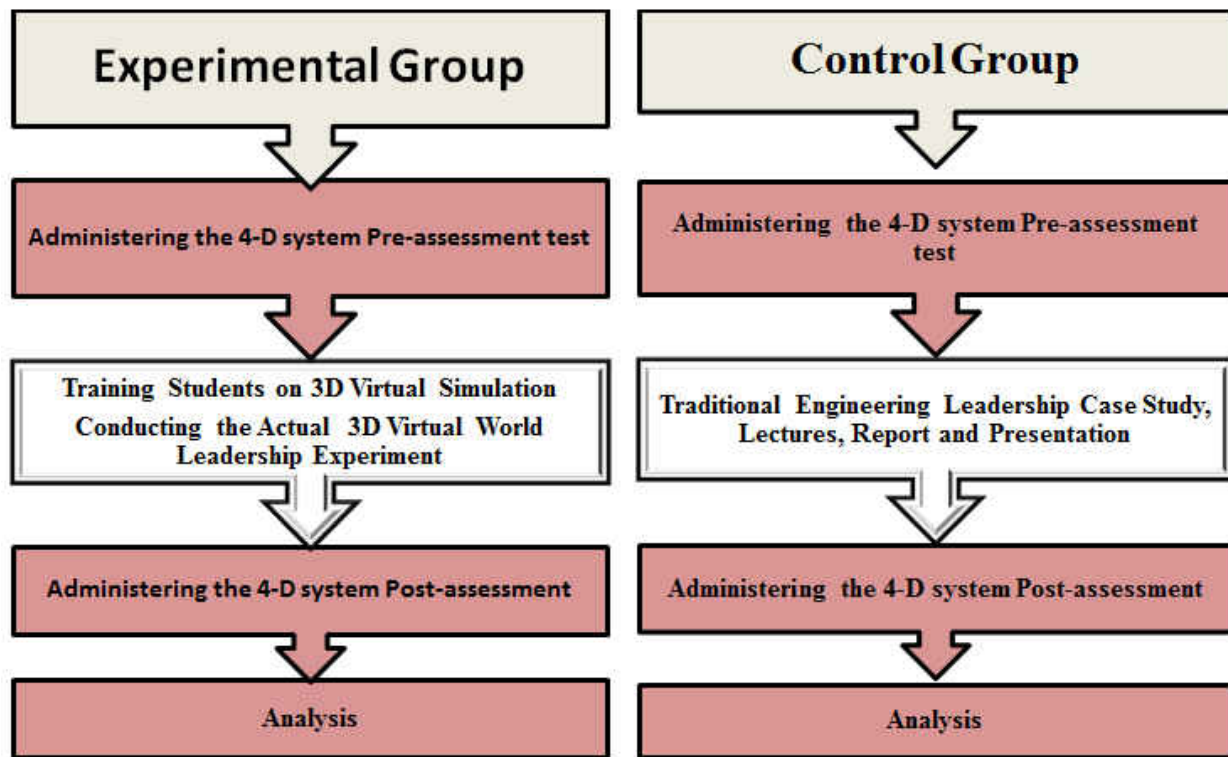 Experimental Group
Administering the 4-D system Pre-assessment test
Training Students on 3D Virtual Simulation
Conducting the Actual 3D Virtual World
Leadership Experiment
Administering the 4-D system Post-assessment
Analysis
Control Group
Administering the 4-D system Pre-assessment
test
Traditional Engineering Leadership Case Study,
Lectures, Report and Presentation
Administering the 4-D system Post-assessment
Analysis